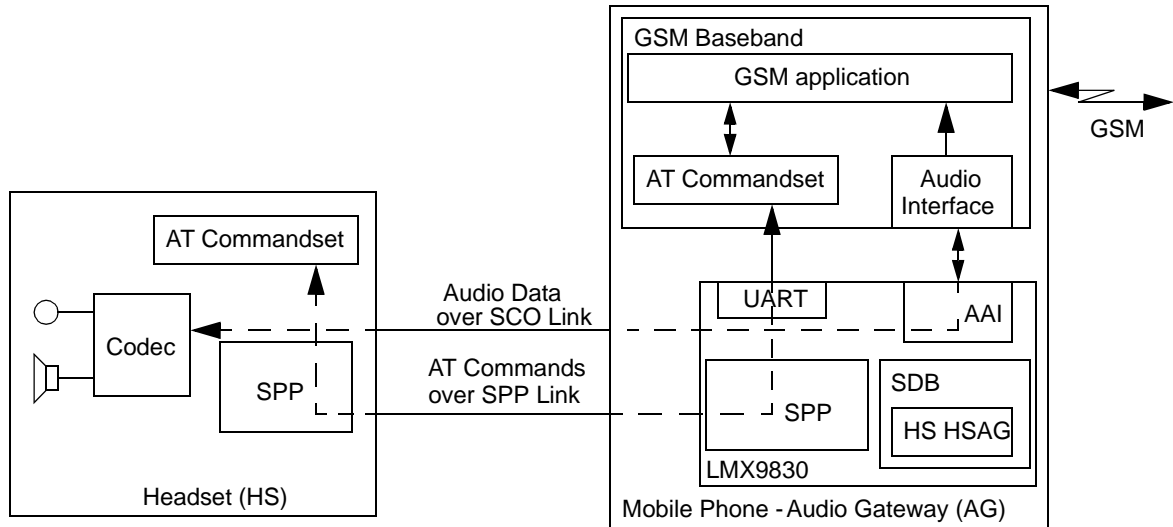 GSM Baseband
GSM application
GSM
AT Commandset
Audio
Interface
AT Commandset
Audio Data
over SCO Link
UART
AAI
Codec
SPP
AT Commands
over SPP Link
SPP
SDB
HS HSAG
LMX9830
Headset (HS)
Mobile Phone - Audio Gateway (AG)